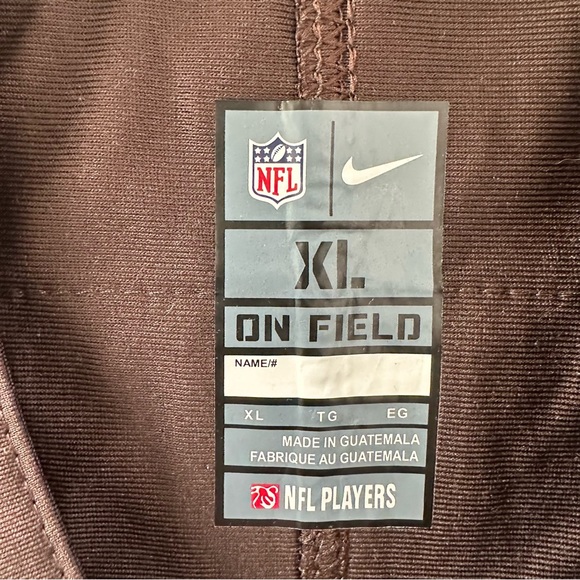 NFL
XL
ON FIELD
NAME/#
XL TG EG
MADE IN GUATEMALA
FABRIQUE AU GUATEMALA
NFL PLAYERS